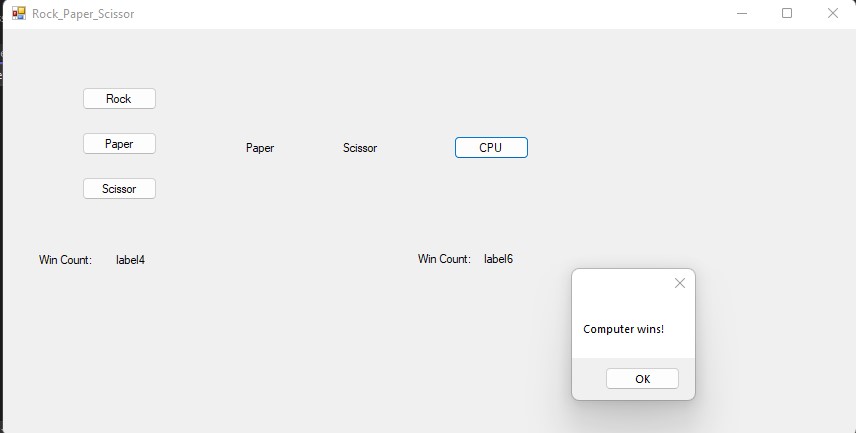 Rock_Paper_Scissor
Rock
Paper
Scissor
Paper
Scissor
CPU
Win Count:
label4
Win Count:
label6
Computer wins!
OK